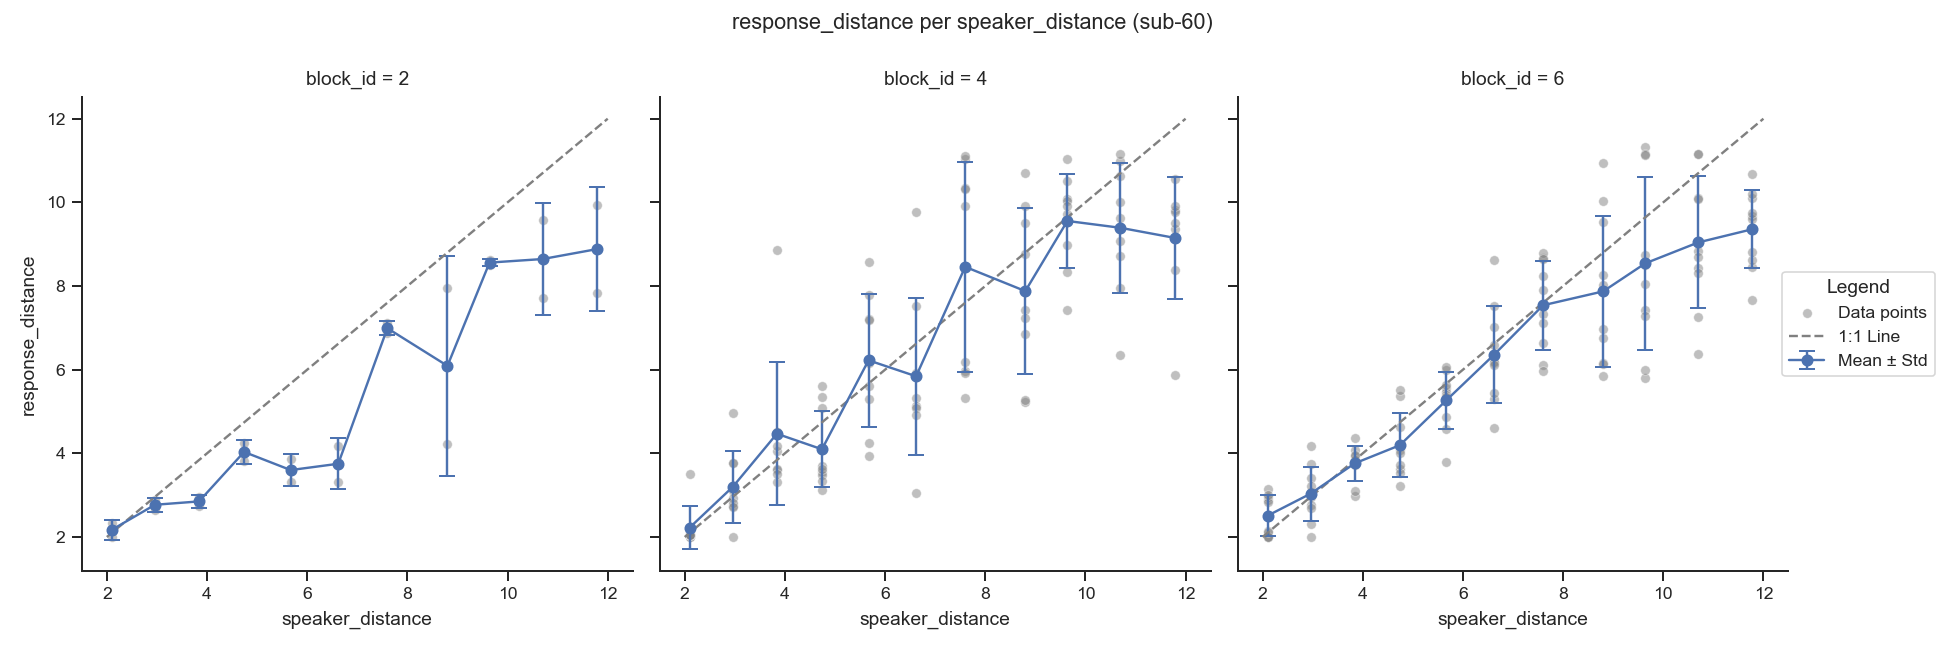 response_distance per speaker_distance (sub-60)
block_id = 2
block_id = 4
block_id = 6
response_distance
12
10
8
6
4
2
2 4 6 8 10 12
2 4 6 8 10 12
2 4 6 8 10 12
speaker_distance
speaker_distance
speaker_distance
Legend
Data points
1:1 Line
Mean ± Std